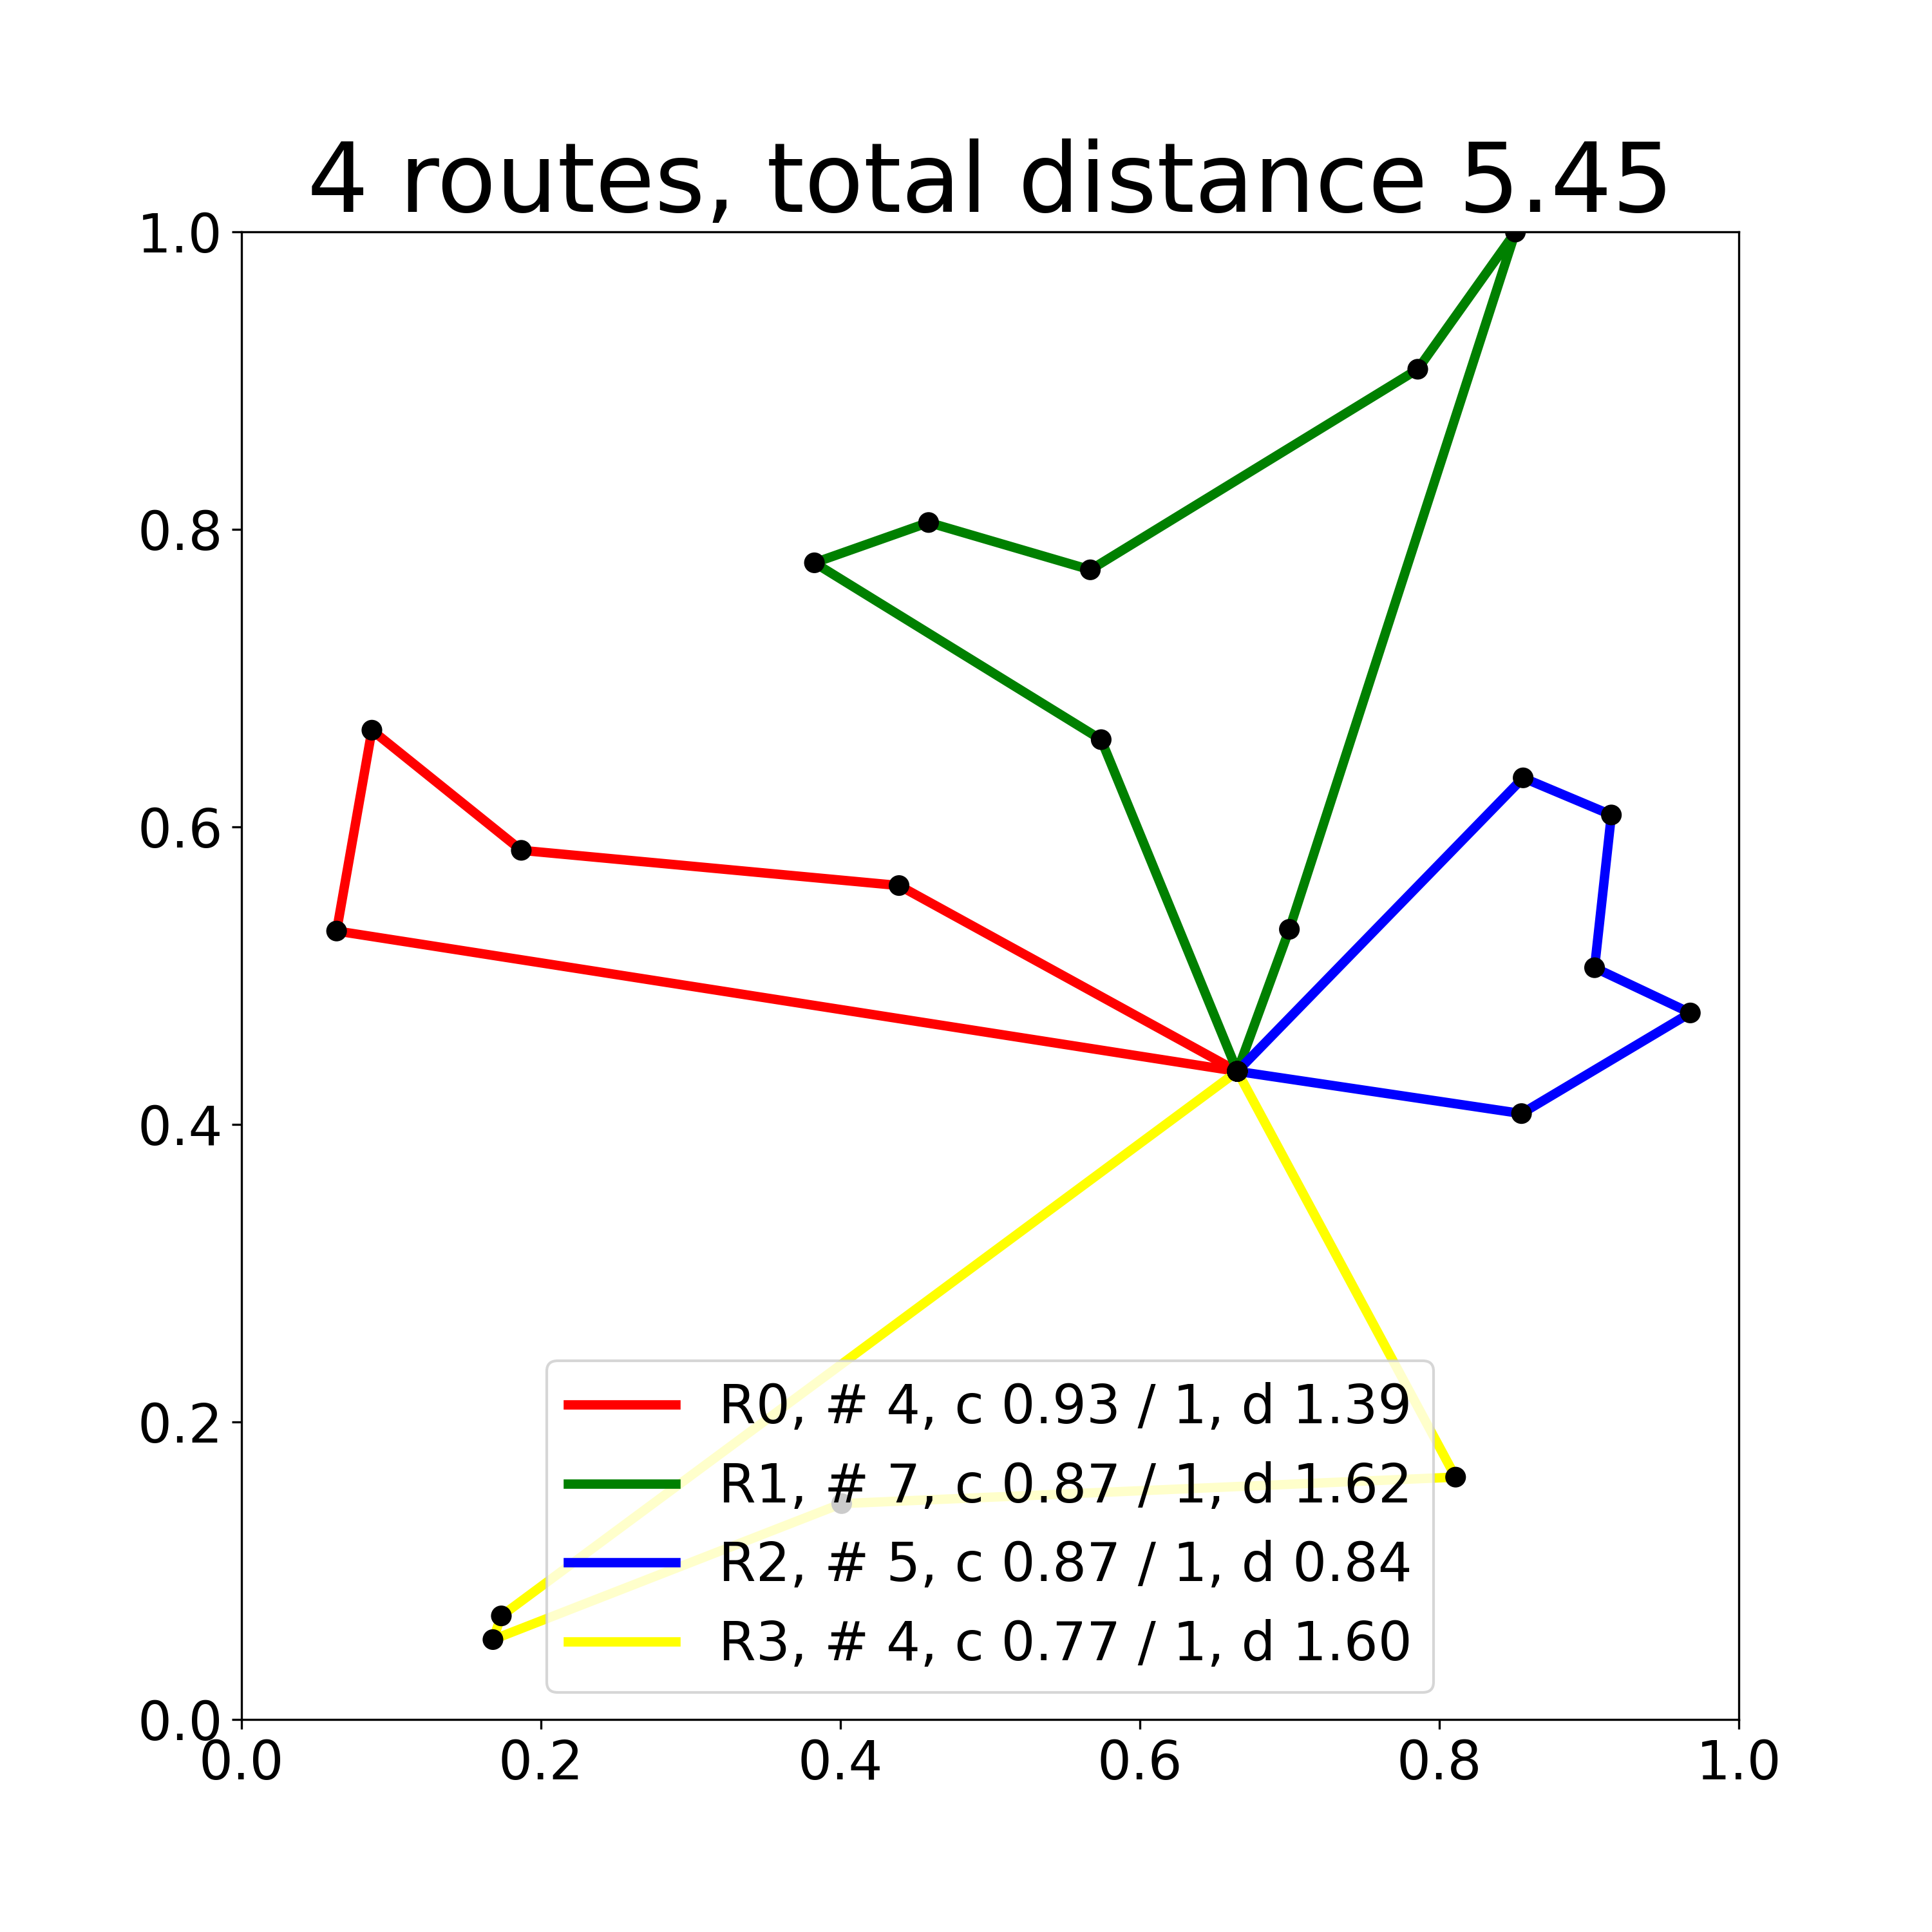 4 routes, total distance 5.45
1.0
0.8
0.6
0.4
0.2
0.0
R0, # 4, c 0.93 / 1, d 1.39
R1, # 7, c 0.87 / 1, d 1.62
R2, # 5, c 0.87 / 1, d 0.84
R3, # 4, c 0.77 / 1, d 1.60
0.0 0.2 0.4 0.6 0.8 1.0